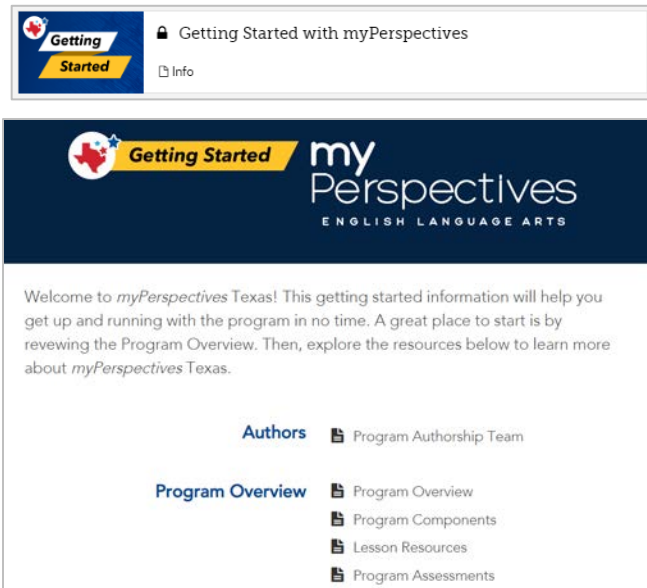 Getting
Started
Getting Started with myPerspectives
Info
Getting Started
my
Perspectives
ENGLISH LANGUAGE ARTS
Welcome to myPerspectives Texas! This getting started information will help you
get up and running with the program in no time. A great place to start is by
revewing the Program Overview. Then, explore the resources below to learn more
about myPerspectives Texas.
Authors
Program Authorship Team
Program Overview
Program Overview
Program Components
Lesson Resources
Program Assessments